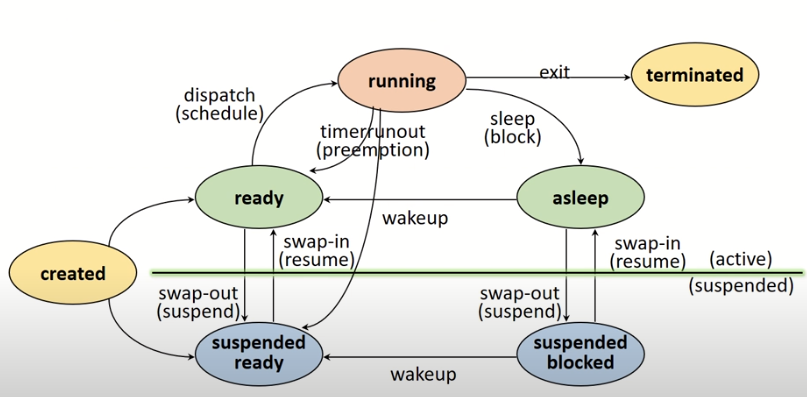 running
exit
terminated
dispatch
(schedule)
timerrunout
(preemption)
sleep
(block)
ready
asleep
wakeup
created
swap-in
(resume)
swap-in
(resume)
(active)
(suspended)
swap-out
(suspend)
swap-out
(suspend)
suspended
ready
suspended
blocked
wakeup